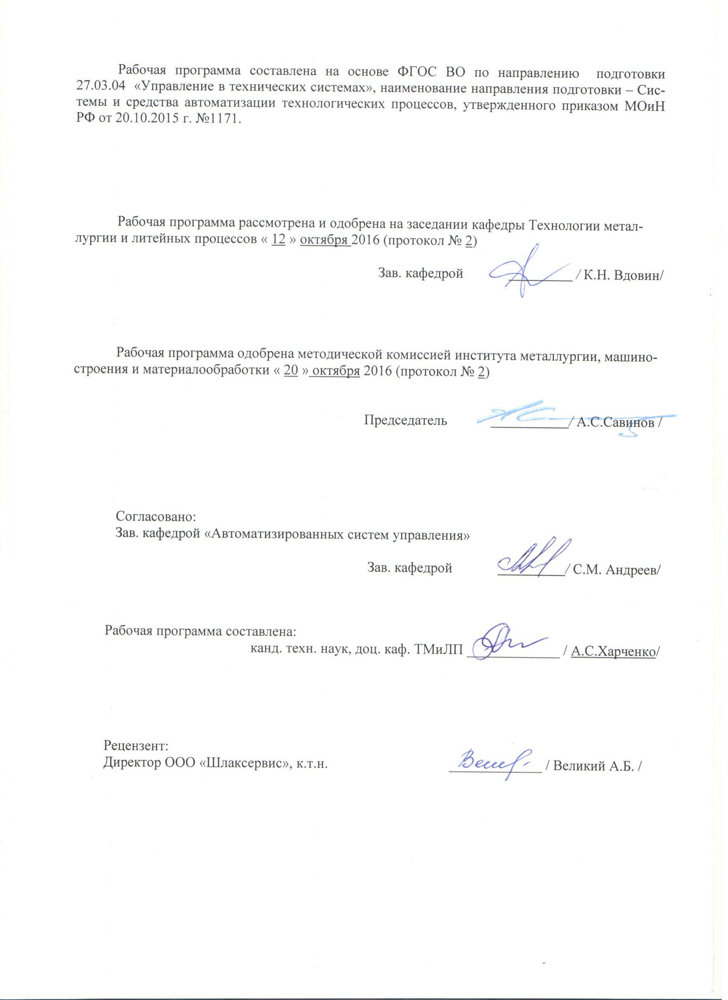 Рабочая программа составлена на основе ФГОС ВО по направлению подготовки
27.03.04 «Управление в технических системах», наименование направления подготовки – Сис-
темы и средства автоматизации технологических процессов, утвержденного приказом МОиН
РФ от 20.10.2015 г. №1171.
Рабочая программа рассмотрена и одобрена на заседании кафедры Технологии метал-
лургии и литейных процессов « 12 » октября 2016 (протокол № 2)
Зав. кафедрой ________ / К.Н. Вдовин/
Рабочая программа одобрена методической комиссией института металлургии, машино-
строения и материалообработки « 20 » октября 2016 (протокол № 2)
Председатель ___________/ А.С.Савинов /
Согласовано:
Зав. кафедрой «Автоматизированных систем управления»
Зав. кафедрой _________/ С.М. Андреев/
Рабочая программа составлена:
канд. техн. наук, доц. каф. ТМиЛП ____________ / А.С.Харченко/
Рецензент:
Директор ООО «Шлаксервис», к.т.н. ____________ / Великий А.Б. /